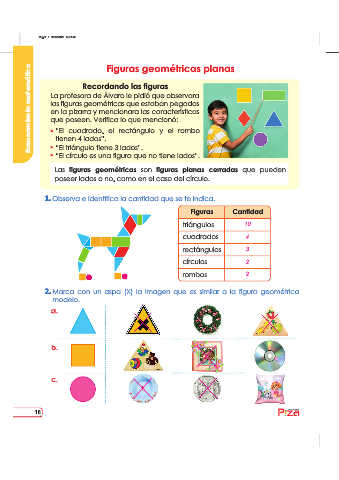 Razonamiento matemático
Figuras geométricas planas
Recordando las figuras
La profesora de Álvaro le pidió que observara
las figuras geométricas que estaban pegadas
en la pizarra y mencionara las características
que poseen. Verifica lo que mencionó:
• "El cuadrado, el rectángulo y el rombo
tienen 4 lados".
• "El triángulo tiene 3 lados".
• "El círculo es una figura que no tiene lados".
Las figuras geométricas son figuras planas cerradas que pueden
poseer lados o no, como en el caso del círculo.
1. Observa e identifica la cantidad que se te indica.
Figuras Cantidad
triángulos 10
cuadrados 4
rectángulos 3
círculos 2
rombos 2
2. Marca con un aspa (X) la imagen que es similar a la figura geométrica
modelo.
a.
b.
c.
16